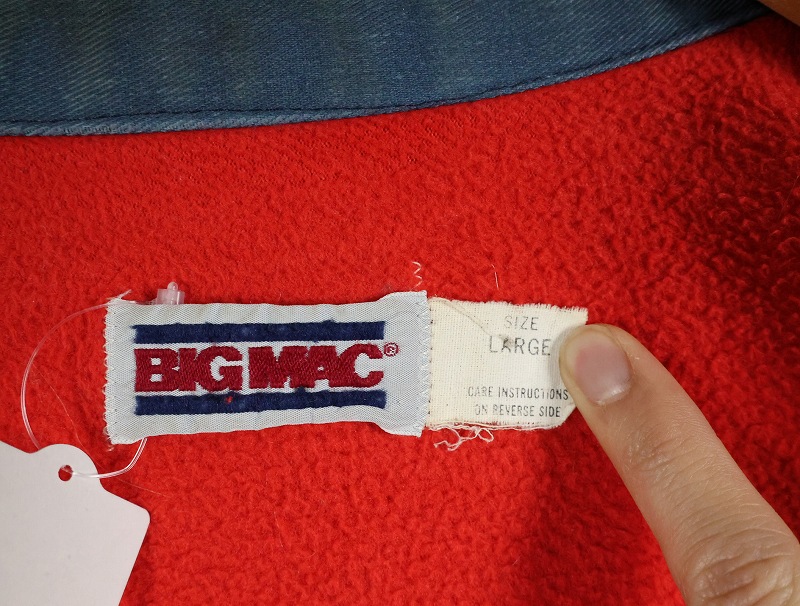 BIG MAC®
SIZE
LARGE
CARE INSTRUCTIONS
ON REVERSE SIDE